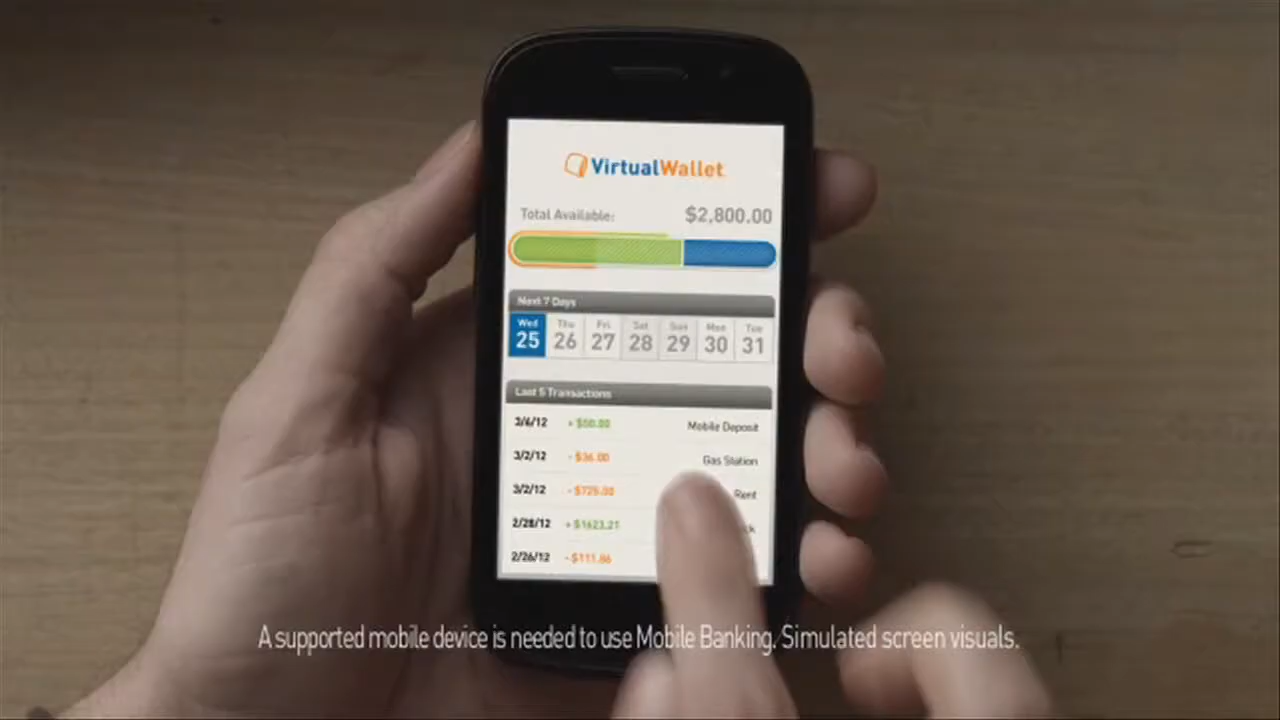 VirtualWallet
Total Available: $2,800.00
Next 7 Days
Wed Thu Fri Sat Sun Mon Tue
25 26 27 28 29 30 31
Last 5 Transactions
3/6/12 + $50.00 Mobile Deposit
3/2/12 - $36.00 Gas Station
3/2/12 - $725.00 Rent
2/28/12 + $1623.21
2/26/12 - $111.86
A supported mobile device is needed to use Mobile Banking. Simulated screen visuals.